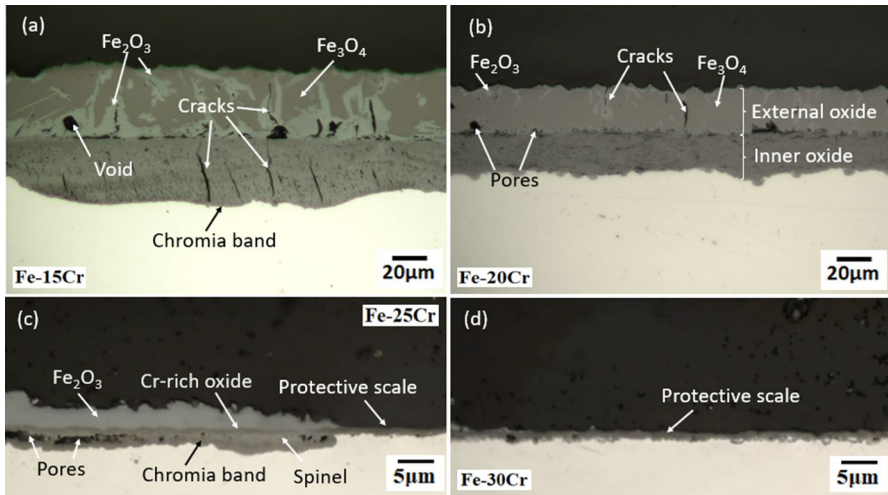 (a)
Fe₂O₃
Fe₃O₄
Cracks
Void
Chromia band
Fe-15Cr
20µm
(b)
Fe₂O₃
Cracks
Fe₃O₄
External oxide
Inner oxide
Pores
Fe-20Cr
20µm
(c)
Fe-25Cr
Fe₂O₃
Cr-rich oxide
Protective scale
Pores
Chromia band
Spinel
5µm
(d)
Protective scale
Fe-30Cr
5µm